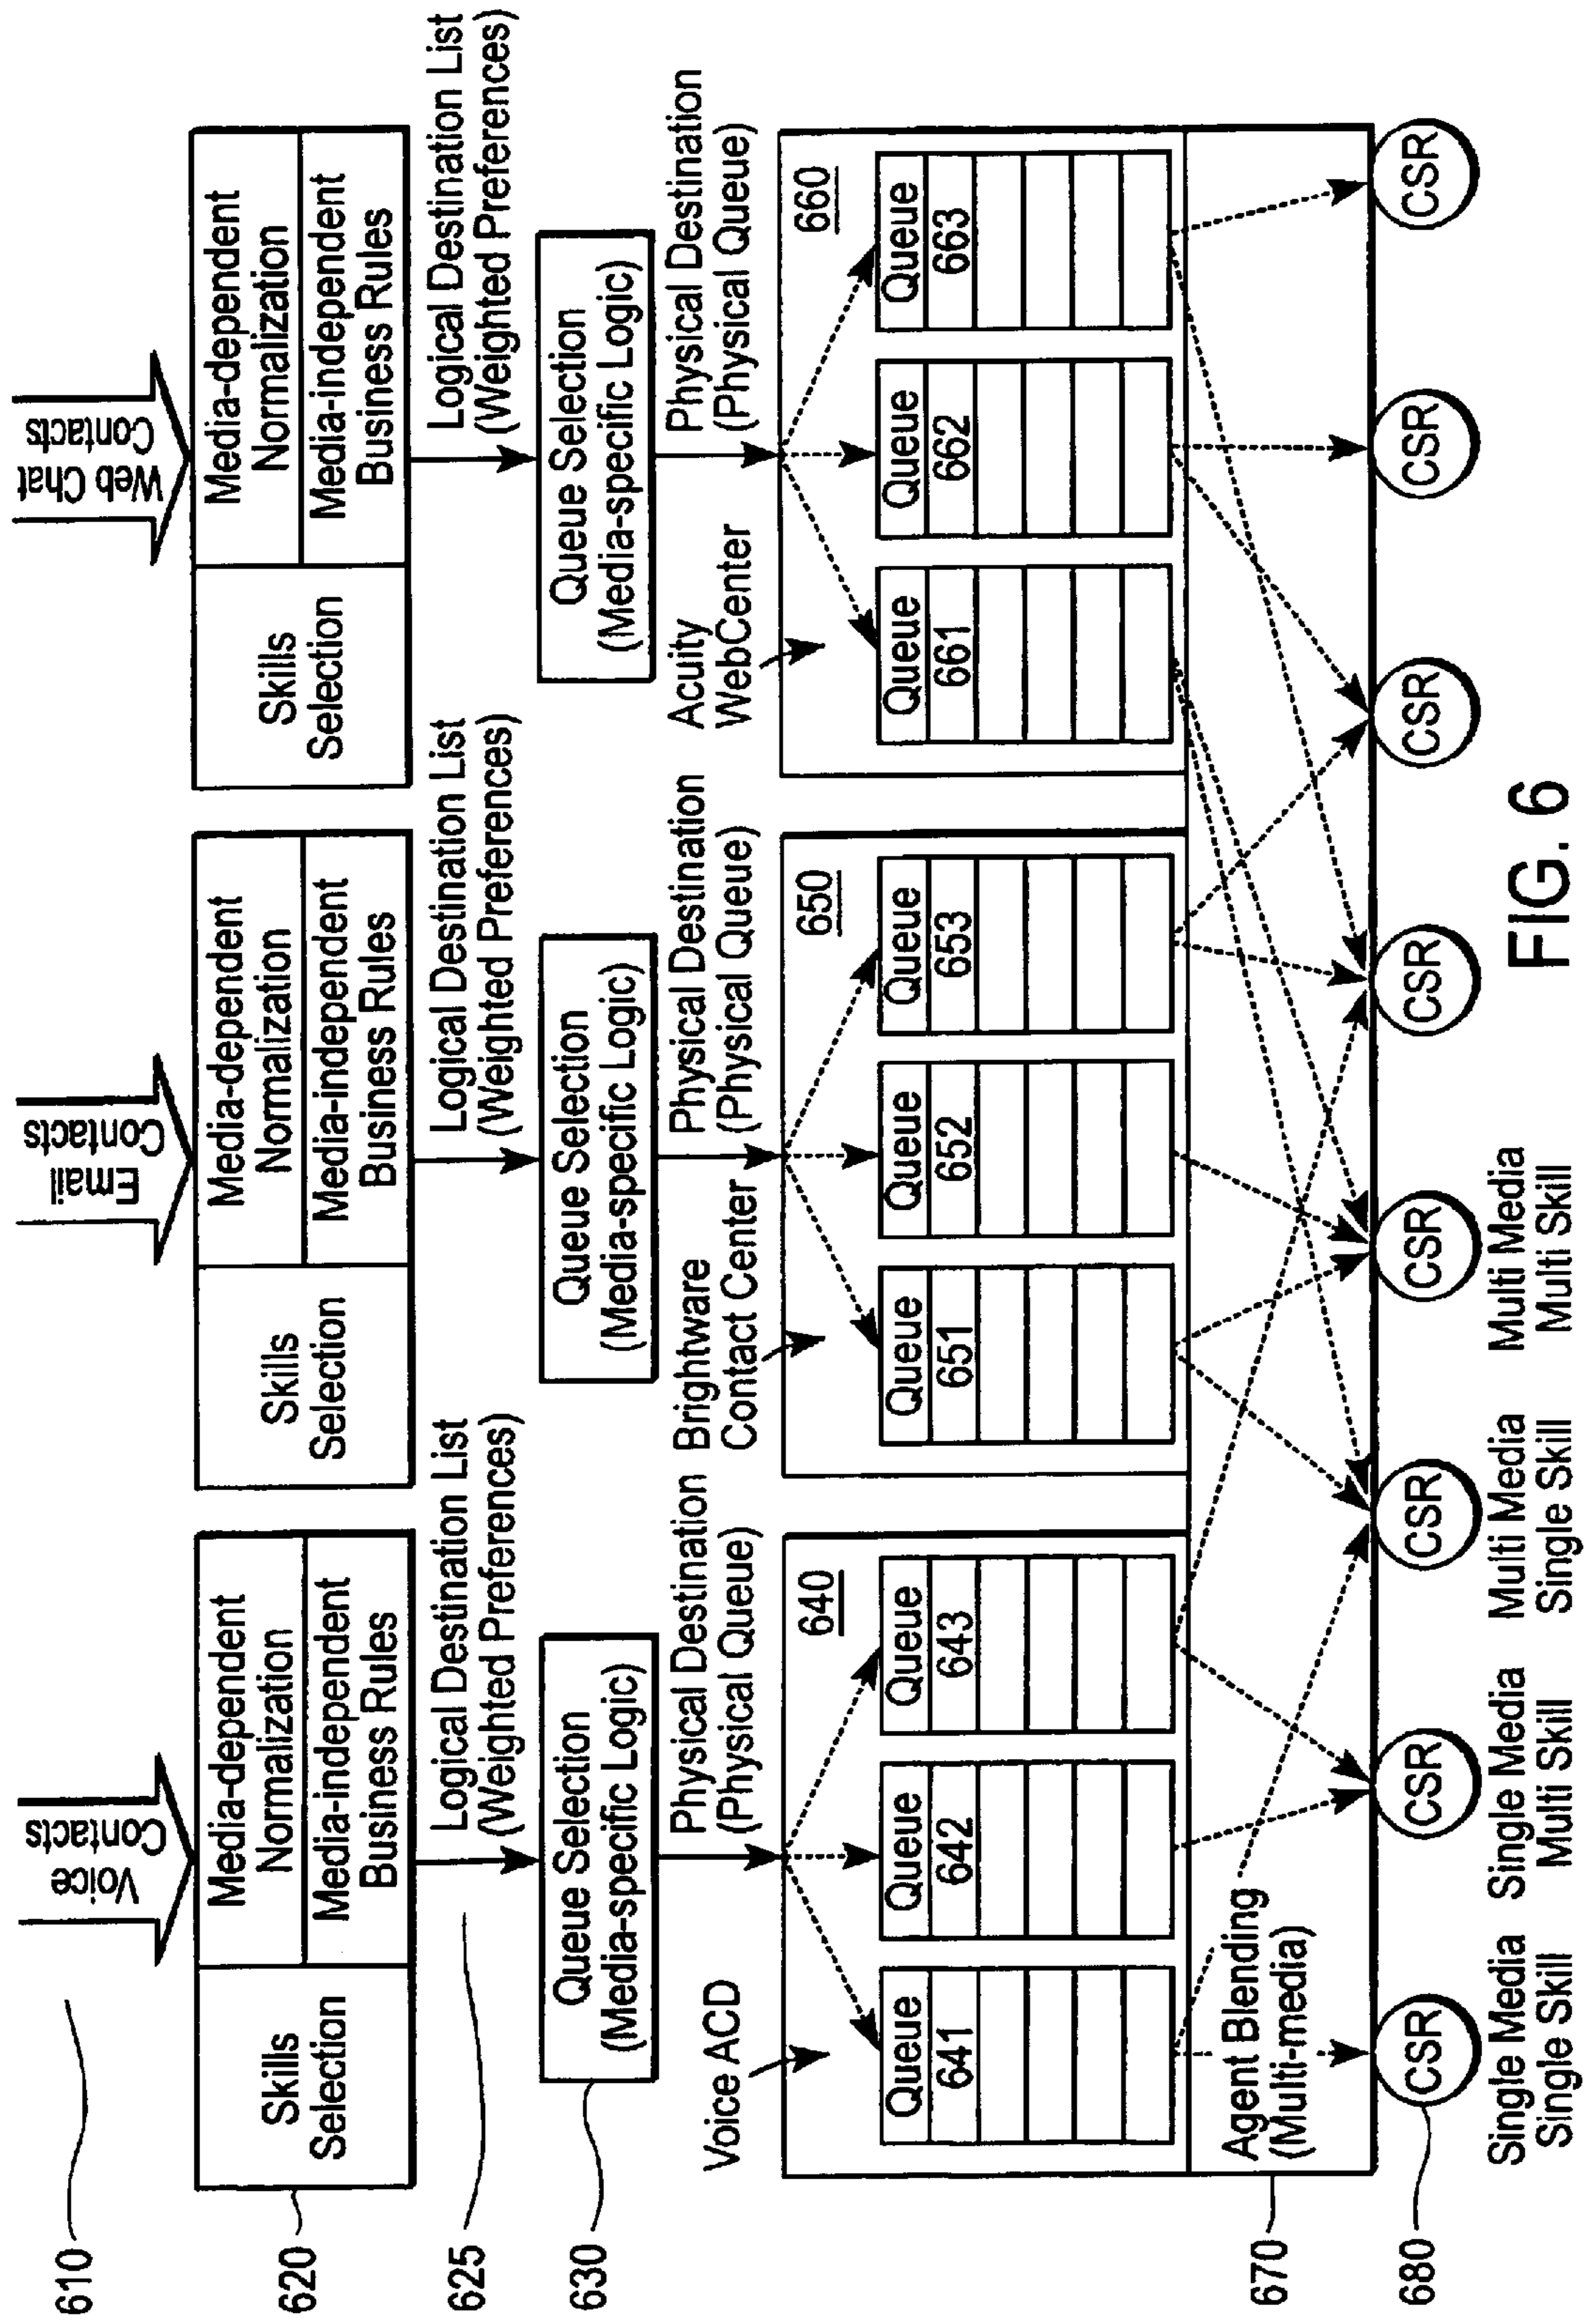 610
Voice
Contacts
Email
Contacts
Web Chat
Contacts
620
Skills
Selection
Media-dependent
Normalization
Media-independent
Business Rules
Skills
Selection
Media-dependent
Normalization
Media-independent
Business Rules
Skills
Selection
Media-dependent
Normalization
Media-independent
Business Rules
625
Logical Destination List
(Weighted Preferences)
Logical Destination List
(Weighted Preferences)
Logical Destination List
(Weighted Preferences)
630
Queue Selection
(Media-specific Logic)
Queue Selection
(Media-specific Logic)
Queue Selection
(Media-specific Logic)
Voice ACD
Physical Destination
(Physical Queue)
Brightware
Contact Center
Physical Destination
(Physical Queue)
Acuity
WebCenter
Physical Destination
(Physical Queue)
640
Queue
641
Queue
642
Queue
643
650
Queue
651
Queue
652
Queue
653
660
Queue
661
Queue
662
Queue
663
670
Agent Blending
(Multi-media)
680
CSR
CSR
CSR
CSR
CSR
CSR
CSR
CSR
Single Media
Single Skill
Single Media
Multi Skill
Multi Media
Single Skill
Multi Media
Multi Skill
FIG. 6